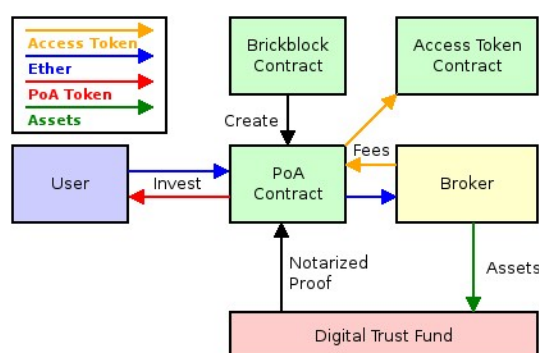 Access Token
Ether
PoA Token
Assets
Brickblock
Contract
Access Token
Contract
Create
Fees
User
Invest
PoA
Contract
Broker
Notarized
Proof
Assets
Digital Trust Fund